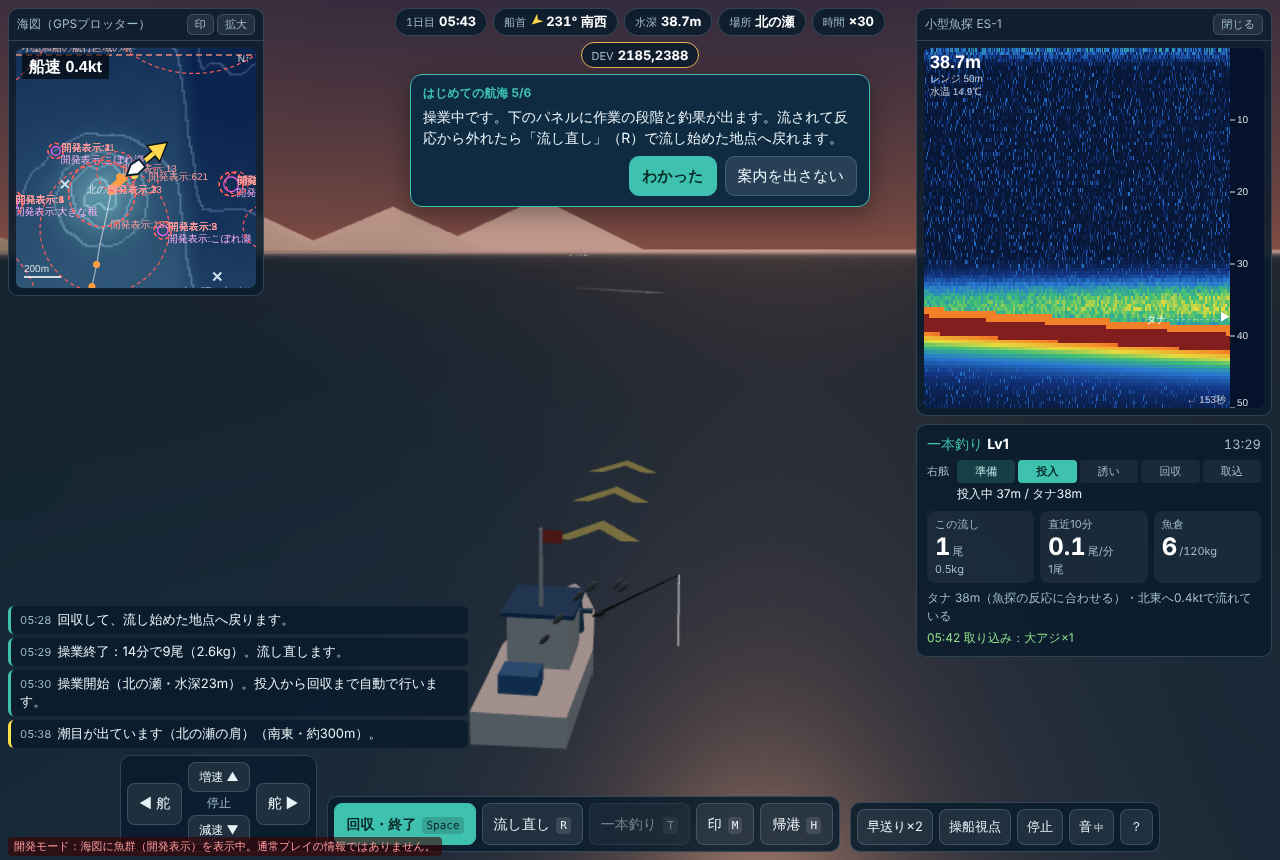 海図（GPSプロッター）
印
拡大
船速 0.4kt
N
開発表示:621
開発表示:大きな根
開発表示:こぼれ瀬
200m
1日目 05:43
船首 231° 南西
水深 38.7m
場所 北の瀬
時間 ×30
DEV 2185,2388
はじめての航海 5/6
操業中です。下のパネルに作業の段階と釣果が出ます。流されて反
応から外れたら「流し直し」（R）で流し始めた地点へ戻れます。
わかった
案内を出さない
小型魚探 ES-1
閉じる
38.7m
レンジ 50m
水温 14.9℃
10
20
30
タナ
40
← 153秒
50
一本釣り Lv1
13:29
右舷
準備
投入
誘い
回収
取込
投入中 37m / タナ38m
この流し
1尾
0.5kg
直近10分
0.1尾/分
1尾
魚倉
6/120kg
タナ 38m（魚探の反応に合わせる）・北東へ0.4ktで流れて
いる
05:42 取り込み：大アジ×1
05:28 回収して、流し始めた地点へ戻ります。
05:29 操業終了：14分で9尾（2.6kg）。流し直します。
05:30 操業開始（北の瀬・水深23m）。投入から回収まで自動で行いま
す。
05:38 潮目が出ています（北の瀬の肩）（南東・約300m）。
◀ 舵
増速 ▲
停止
減速 ▼
舵 ▶
回収・終了 Space
流し直し R
一本釣り T
印 M
帰港 H
早送り×2
操船視点
停止
音 中
?
開発モード：海図に魚群（開発表示）を表示中。通常プレイの情報ではありません。